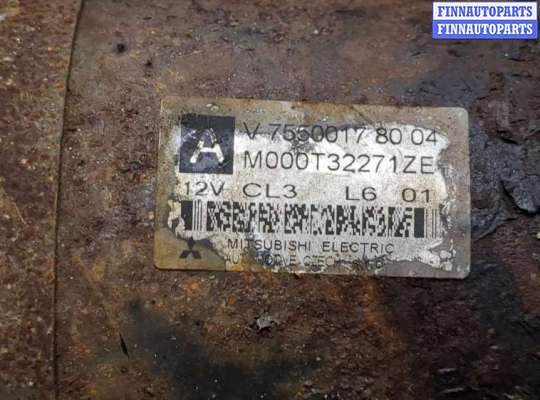 FINNAUTOPARTS
FINNAUTOPARTS
A
V 7550017 80 04
M000T32271ZE
12V CL3 L6 01
MITSUBISHI ELECTRIC